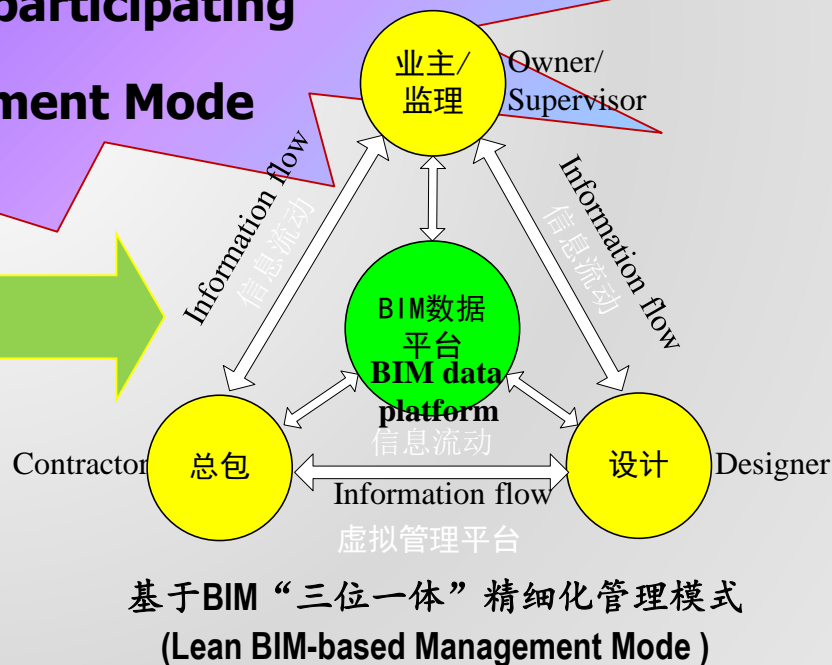 participating
ment Mode
业主/
监理
Owner/
Supervisor
Information flow
信息流动
Information flow
信息流动
BIM数据
平台
BIM data
platform
Contractor
总包
设计
Designer
信息流动
Information flow
虚拟管理平台
基于BIM“三位一体”精细化管理模式
(Lean BIM-based Management Mode )